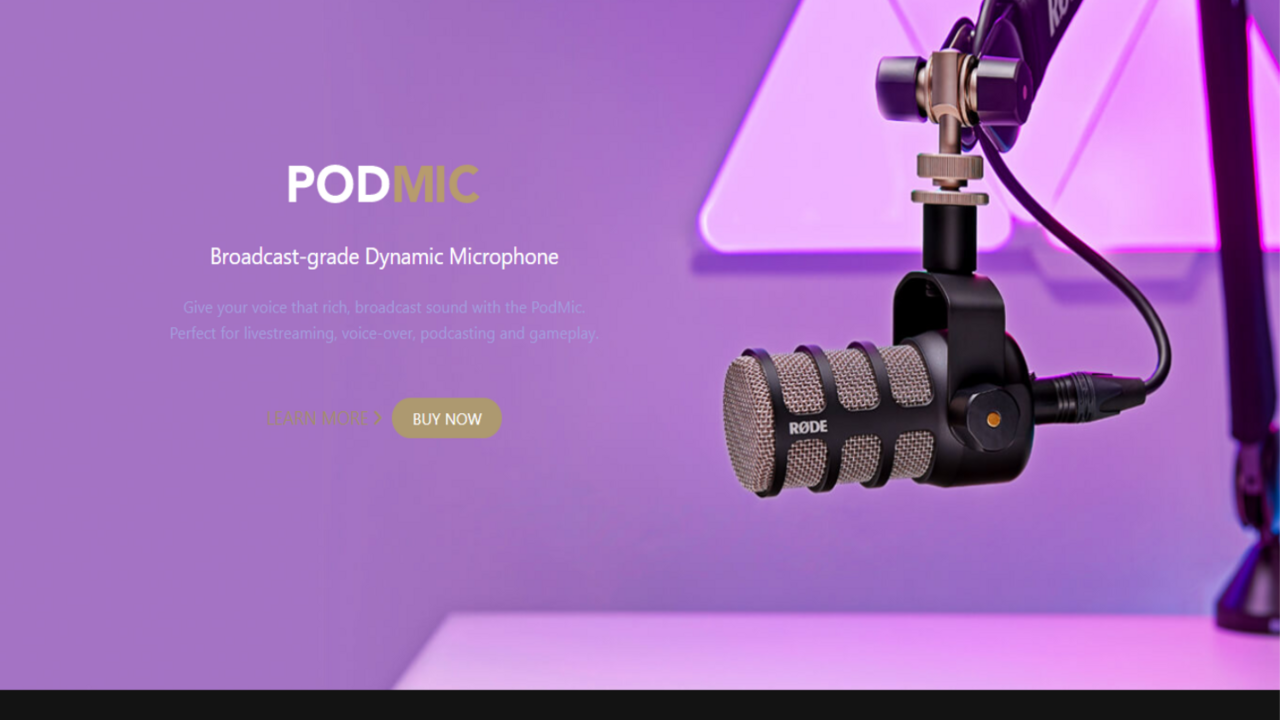 PODMIC
Broadcast-grade Dynamic Microphone
Give your voice that rich, broadcast sound with the PodMic.
Perfect for livestreaming, voice-over, podcasting and gameplay.
LEARN MORE
BUY NOW
RØDE